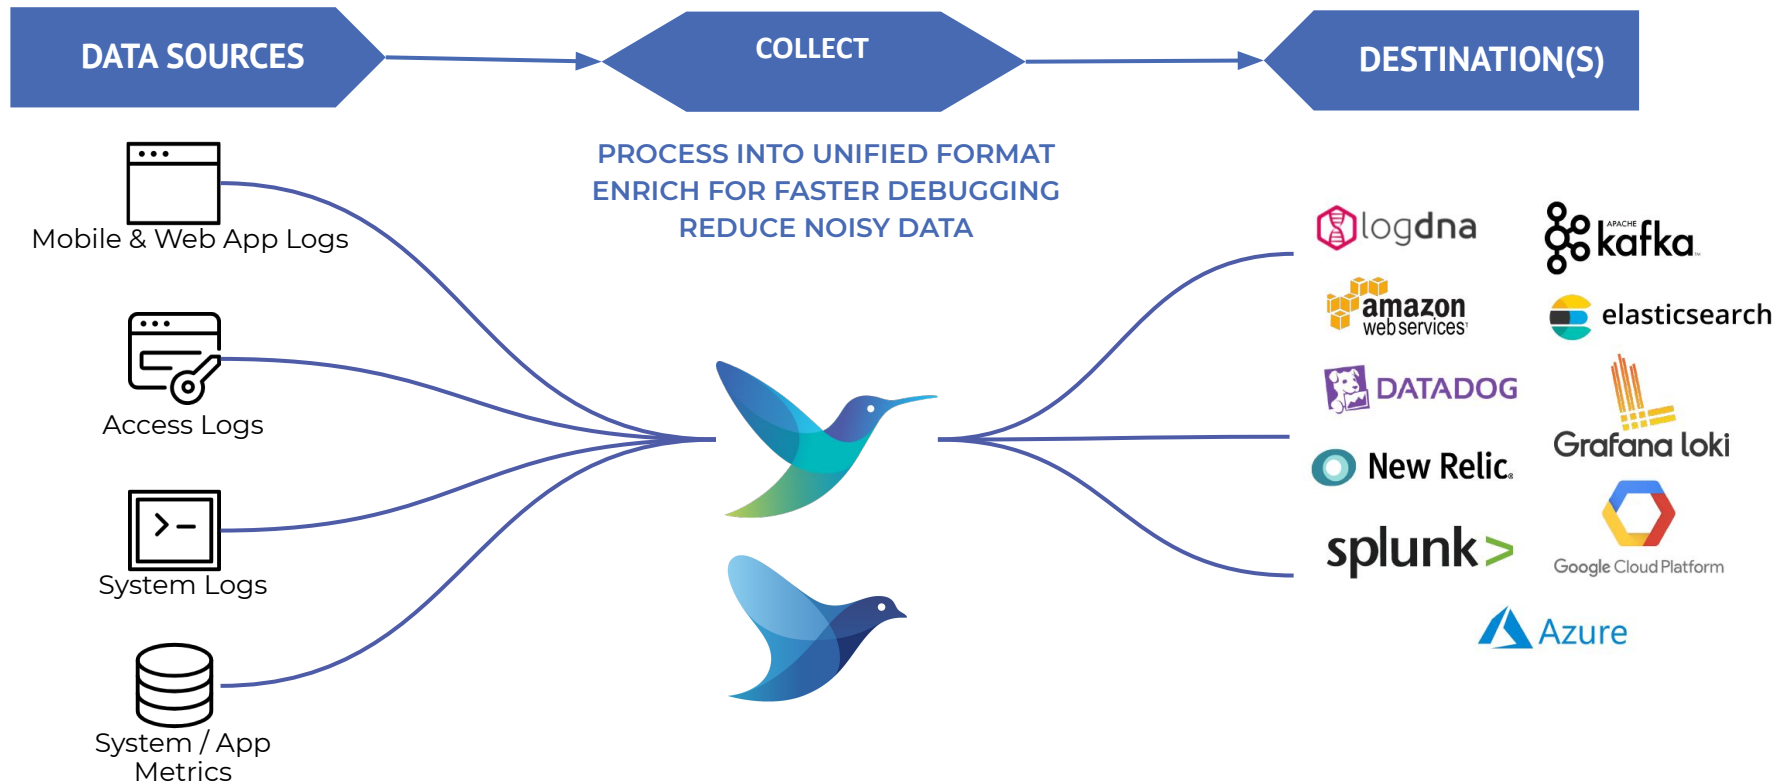 DATA SOURCES
COLLECT
DESTINATION(S)
PROCESS INTO UNIFIED FORMAT
ENRICH FOR FASTER DEBUGGING
REDUCE NOISY DATA
Mobile & Web App Logs
Access Logs
System Logs
System / App
Metrics
logdna
APACHE
kafka
amazon
webservices
elasticsearch
DATADOG
Grafana loki
New Relic
splunk>
Google Cloud Platform
Azure